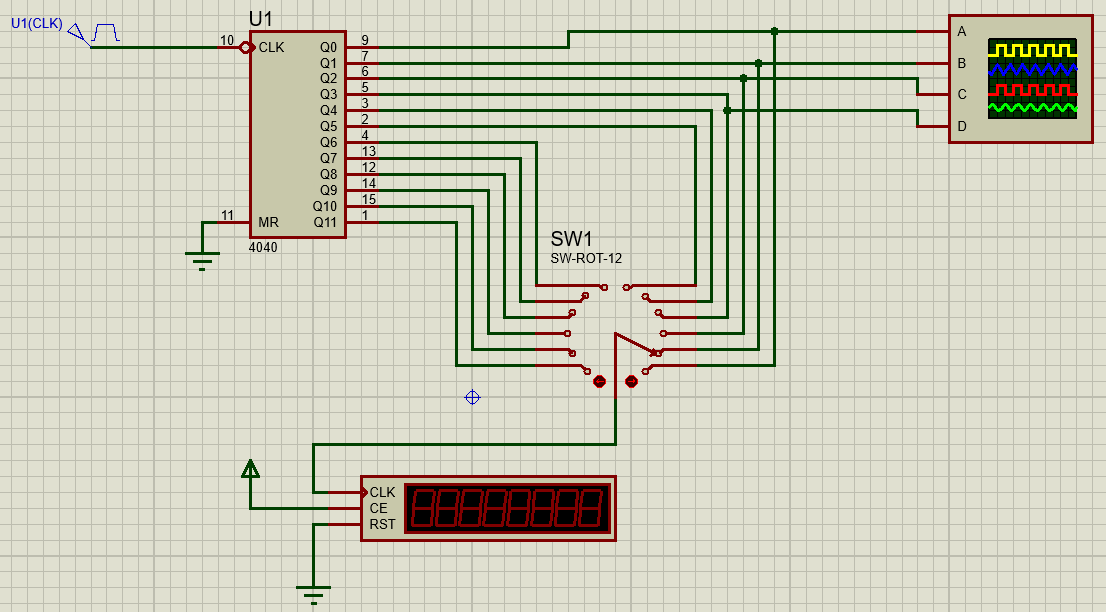 U1(CLK)
U1
10 CLK Q0 9
Q1 7
Q2 6
Q3 5
Q4 3
Q5 2
Q6 4
Q7 13
Q8 12
Q9 14
Q10 15
11 MR Q11 1
4040
A
B
C
D
SW1
SW-ROT-12
CLK
CE
RST